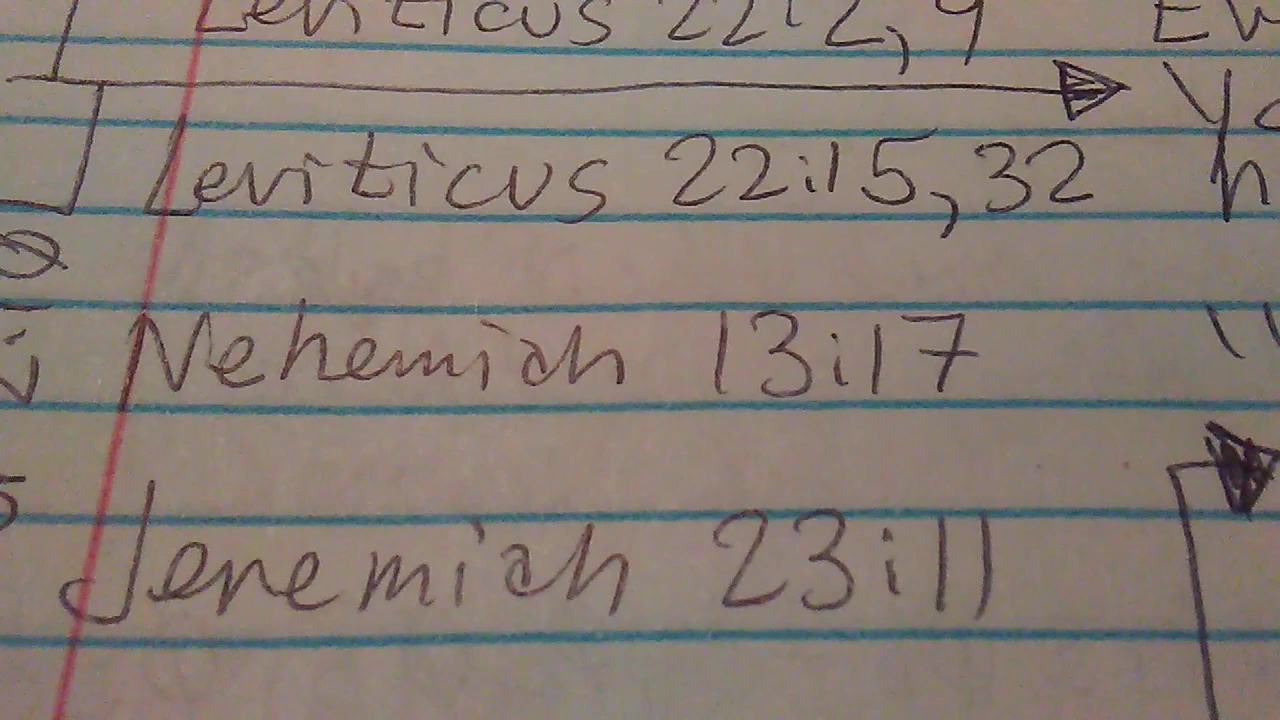 Leviticus 22:2, 9
Leviticus 22:15, 32
Nehemiah 13:17
Jeremiah 23:11